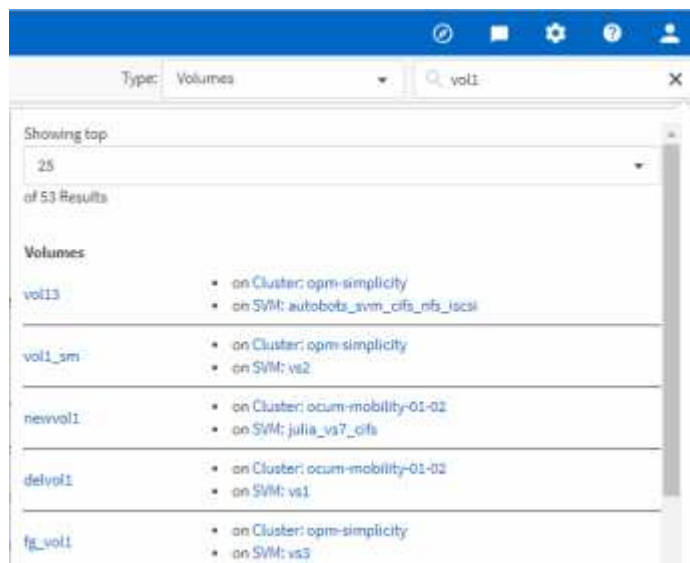 Type: Volumes vol1
Showing top
25
of 53 Results
Volumes
vol13
on Cluster: opm-simplicity
on SVM: autobots_svm_cifs_nfs_iscsi
vol1_sm
on Cluster: opm-simplicity
on SVM: vs2
newvol1
on Cluster: ocum-mobility-01-02
on SVM: julia_vs7_cifs
delvol1
on Cluster: ocum-mobility-01-02
on SVM: vs1
fg_vol1
on Cluster: opm-simplicity
on SVM: vs3